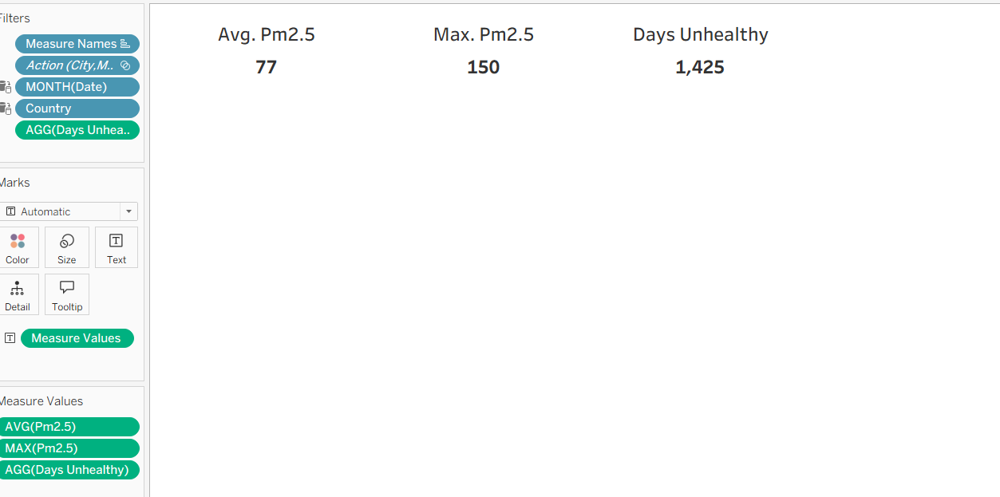 Filters
Measure Names
Action (City,M..
MONTH(Date)
Country
AGG(Days Unhea..
Marks
Automatic
Color
Size
Text
Detail
Tooltip
Measure Values
Measure Values
AVG(Pm2.5)
MAX(Pm2.5)
AGG(Days Unhealthy)
Avg. Pm2.5
Max. Pm2.5
Days Unhealthy
77
150
1,425